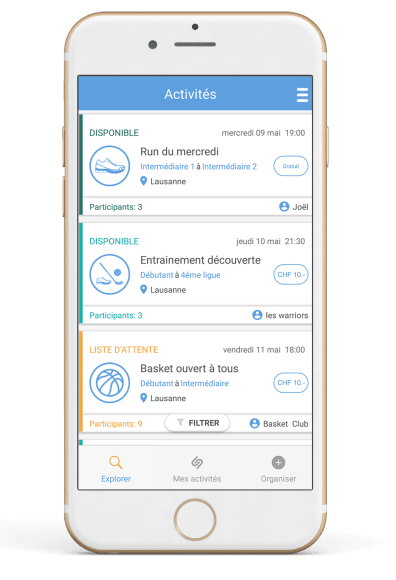 Activités
DISPONIBLE mercredi 09 mai 19:00
Run du mercredi
Intermédiaire 1 à Intermédiaire 2
Gratuit
Lausanne
Participants: 3 Joël
DISPONIBLE jeudi 10 mai 21:30
Entrainement découverte
Débutant à 4ème ligue
CHF 10.-
Lausanne
Participants: 3 les warriors
LISTE D'ATTENTE vendredi 11 mai 18:00
Basket ouvert à tous
Débutant à Intermédiaire
CHF 10.-
Lausanne
Participants: 9 FILTRER Basket Club
Explorer Mes activités Organiser